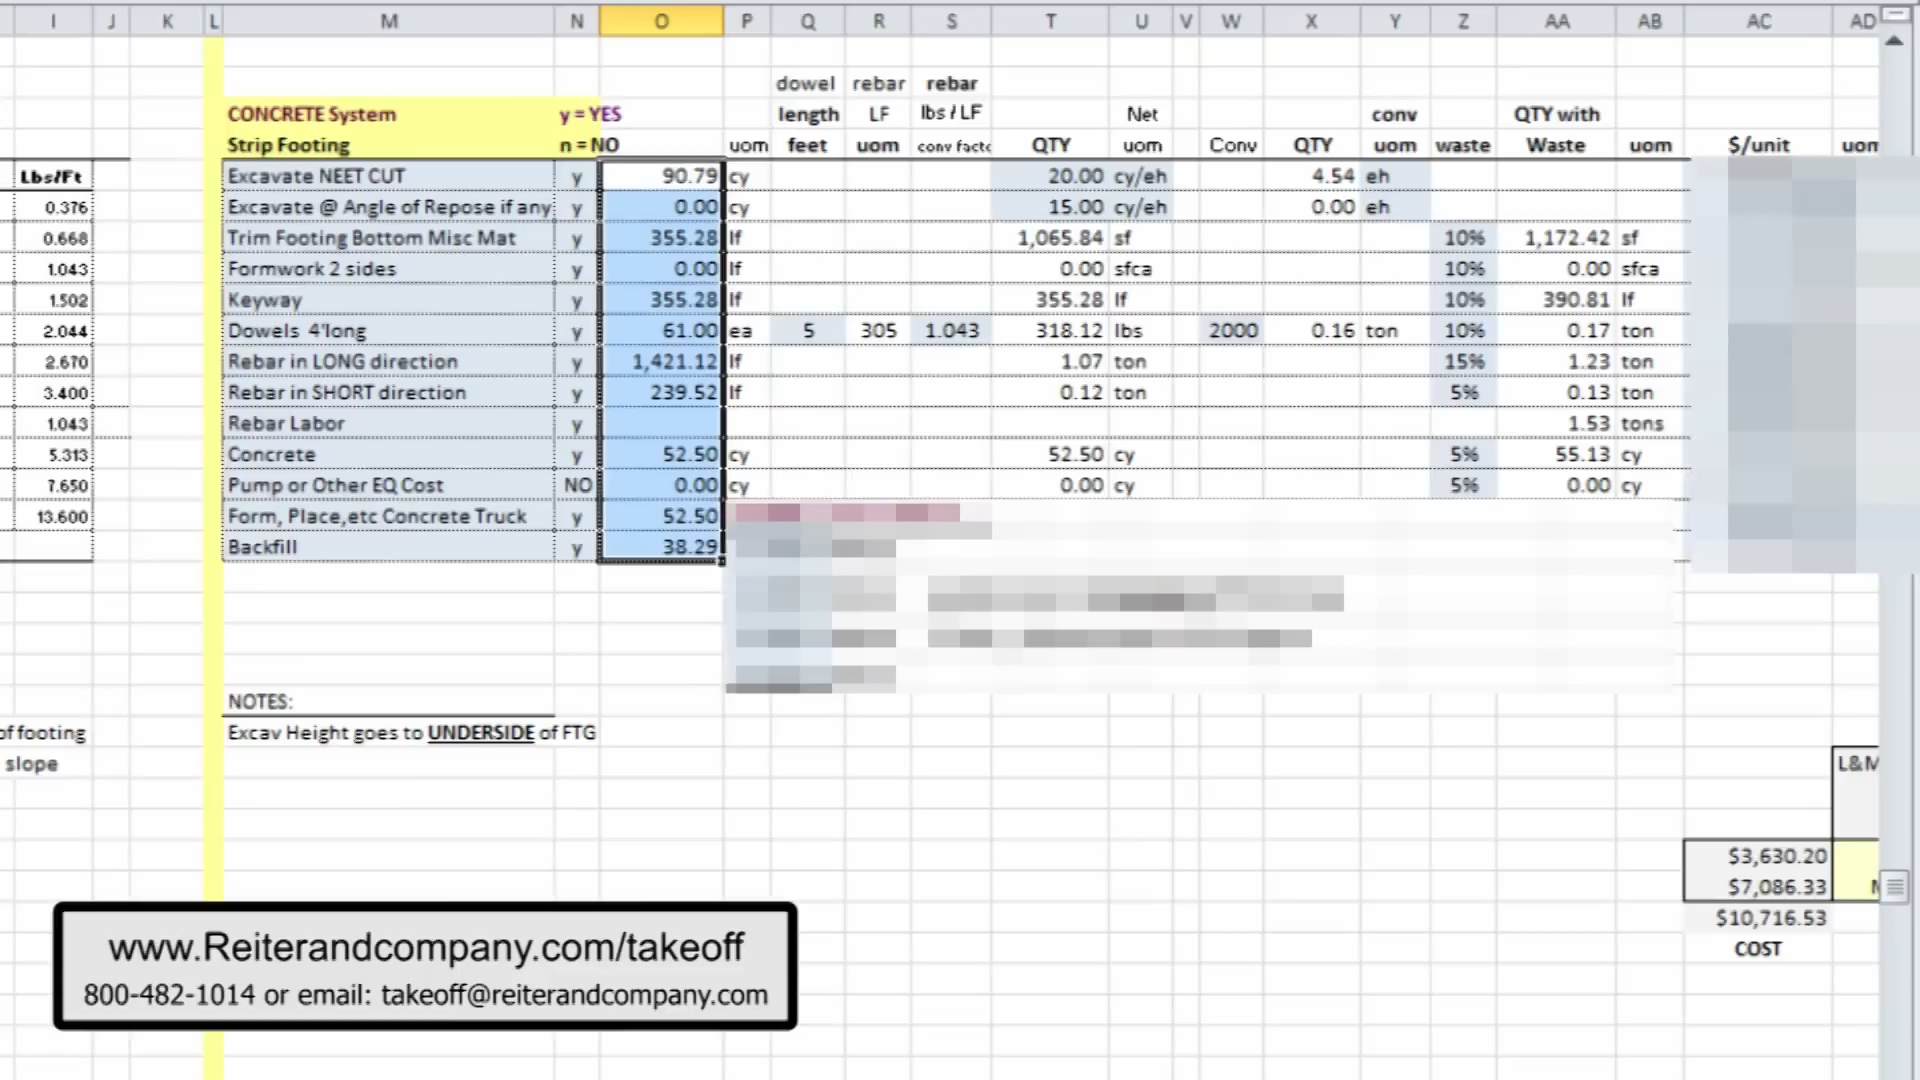 I J K L M N O P Q R S T U V W X Y Z AA AB AC AD
dowel rebar rebar
CONCRETE System y = YES length LF lbs / LF Net conv QTY with
Strip Footing n = NO uom feet uom conv factc QTY uom Conv QTY uom waste Waste uom $/unit uom
Lbs/Ft Excavate NEET CUT y 90.79 cy 20.00 cy/eh 4.54 eh
0.376 Excavate @ Angle of Repose if any y 0.00 cy 15.00 cy/eh 0.00 eh
0.668 Trim Footing Bottom Misc Mat y 355.28 lf 1,065.84 sf 10% 1,172.42 sf
1.043 Formwork 2 sides y 0.00 lf 0.00 sfca 10% 0.00 sfca
1.502 Keyway y 355.28 lf 355.28 lf 10% 390.81 lf
2.044 Dowels 4'long y 61.00 ea 5 305 1.043 318.12 lbs 2000 0.16 ton 10% 0.17 ton
2.670 Rebar in LONG direction y 1,421.12 lf 1.07 ton 15% 1.23 ton
3.400 Rebar in SHORT direction y 239.52 lf 0.12 ton 5% 0.13 ton
1.043 Rebar Labor y 1.53 tons
5.313 Concrete y 52.50 cy 52.50 cy 5% 55.13 cy
7.650 Pump or Other EQ Cost NO 0.00 cy 0.00 cy 5% 0.00 cy
13.600 Form, Place,etc Concrete Truck y 52.50
Backfill y 38.29
NOTES:
of footing Excav Height goes to UNDERSIDE of FTG
slope L&M
$3,630.20
$7,086.33
$10,716.53
COST
www.Reiterandcompany.com/takeoff
800-482-1014 or email: takeoff@reiterandcompany.com